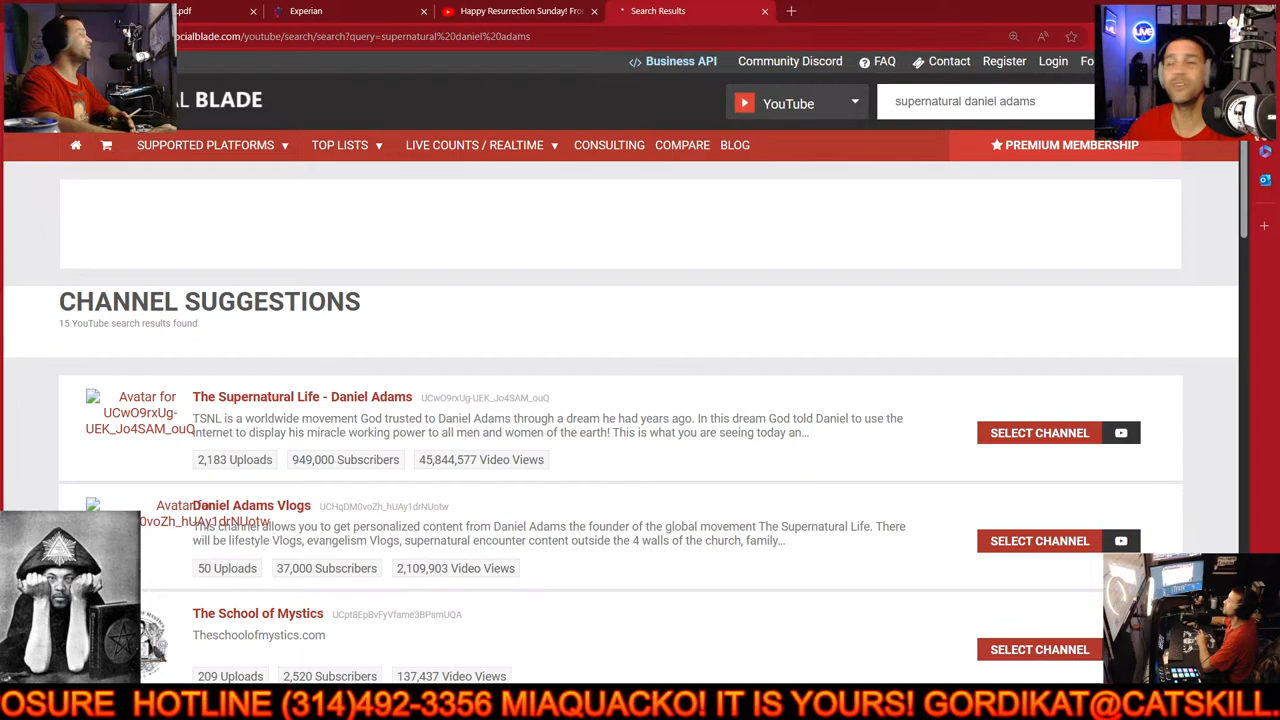 .pdf
Experian
Happy Resurrection Sunday! Fro
Search Results
ocialblade.com/youtube/search/search?query=supernatural%20daniel%20adams
</> Business API
Community Discord
FAQ
Contact
Register
Login
Fo
LIVE
LIVE
AL BLADE
YouTube
supernatural daniel adams
SUPPORTED PLATFORMS
TOP LISTS
LIVE COUNTS / REALTIME
CONSULTING
COMPARE
BLOG
PREMIUM MEMBERSHIP
CHANNEL SUGGESTIONS
15 YouTube search results found
Avatar for
UCwO9rxUg-
UEK_Jo4SAM_ouQ
The Supernatural Life - Daniel Adams UCwO9rxUg-UEK_Jo4SAM_ouQ
TSNL is a worldwide movement God trusted to Daniel Adams through a dream he had years ago. In this dream God told Daniel to use the
internet to display his miracle working power to all men and women of the earth! This is what you are seeing today an...
2,183 Uploads
949,000 Subscribers
45,844,577 Video Views
SELECT CHANNEL
Avatar for
0voZh_hUAy1drNUotw
Daniel Adams Vlogs UCHqDM0voZh_hUAy1drNUotw
This channel allows you to get personalized content from Daniel Adams the founder of the global movement The Supernatural Life. There
will be lifestyle Vlogs, evangelism Vlogs, supernatural encounter content outside the 4 walls of the church, family...
50 Uploads
37,000 Subscribers
2,109,903 Video Views
SELECT CHANNEL
The School of Mystics UCpt8EpBvFyVfame3BPsmUQA
Theschoolofmystics.com
209 Uploads
2,520 Subscribers
137,437 Video Views
SELECT CHANNEL
OSURE HOTLINE (314)492-3356 MIAQUACKO! IT IS YOURS! GORDIKAT@CATSKILL.